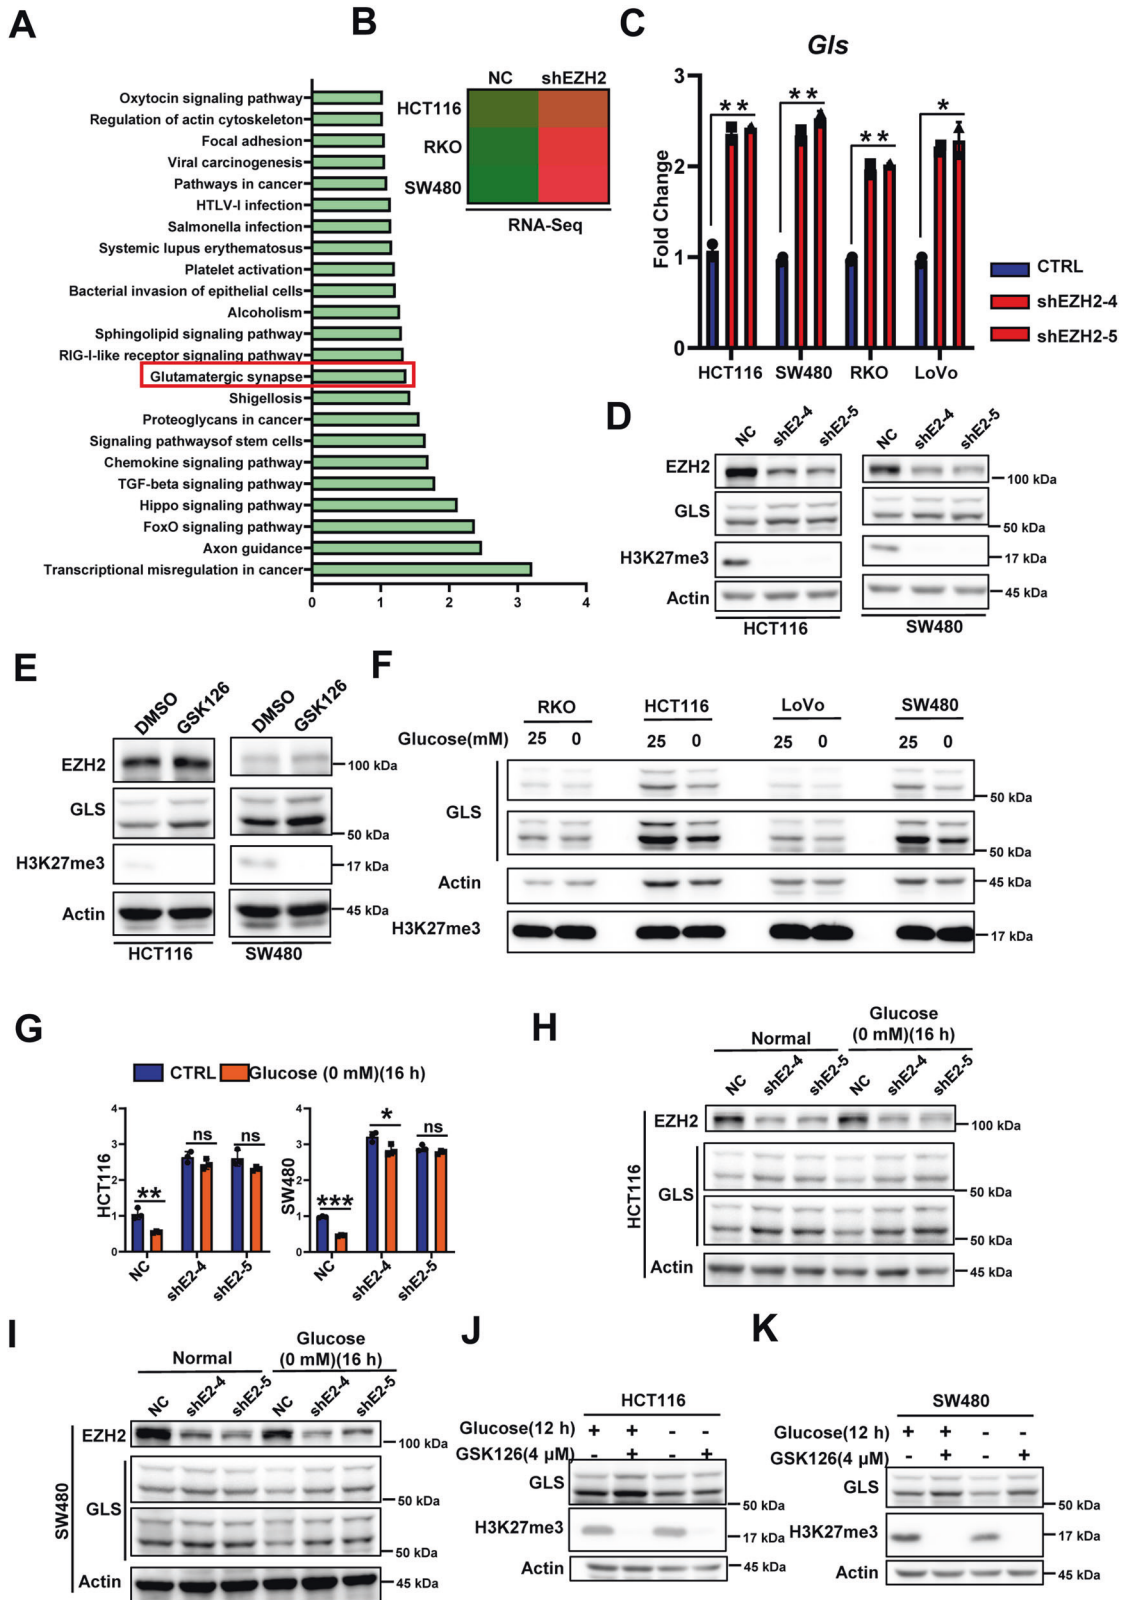 A
Oxytocin signaling pathway
Regulation of actin cytoskeleton
Focal adhesion
Viral carcinogenesis
Pathways in cancer
HTLV-I infection
Salmonella infection
Systemic lupus erythematosus
Platelet activation
Bacterial invasion of epithelial cells
Alcoholism
Sphingolipid signaling pathway
RIG-I-like receptor signaling pathway
Glutamatergic synapse
Shigellosis
Proteoglycans in cancer
Signaling pathwaysof stem cells
Chemokine signaling pathway
TGF-beta signaling pathway
Hippo signaling pathway
FoxO signaling pathway
Axon guidance
Transcriptional misregulation in cancer
0 1 2 3 4
B
NC shEZH2
HCT116
RKO
SW480
RNA-Seq
C
Gls
Fold Change
3
2
1
0
** ** ** *
HCT116 SW480 RKO LoVo
CTRL
shEZH2-4
shEZH2-5
D
NC shE2-4 shE2-5 NC shE2-4 shE2-5
EZH2 100 kDa
GLS 50 kDa
H3K27me3 17 kDa
Actin 45 kDa
HCT116 SW480
E
DMSO GSK126 DMSO GSK126
EZH2 100 kDa
GLS 50 kDa
H3K27me3 17 kDa
Actin 45 kDa
HCT116 SW480
F
RKO HCT116 LoVo SW480
Glucose(mM) 25 0 25 0 25 0 25 0
GLS
50 kDa
50 kDa
Actin 45 kDa
H3K27me3 17 kDa
G
CTRL Glucose (0 mM)(16 h)
HCT116
4
3
2
1
0
** ns ns
NC shE2-4 shE2-5
SW480
4
3
2
1
0
*** * ns
NC shE2-4 shE2-5
H
Normal
Glucose
(0 mM)(16 h)
NC shE2-4 shE2-5 NC shE2-4 shE2-5
HCT116
EZH2 100 kDa
GLS
50 kDa
50 kDa
Actin 45 kDa
I
Normal
Glucose
(0 mM)(16 h)
NC shE2-4 shE2-5 NC shE2-4 shE2-5
SW480
EZH2 100 kDa
GLS
50 kDa
50 kDa
Actin 45 kDa
J
HCT116
Glucose(12 h) + + - -
GSK126(4 μM) - + - +
GLS 50 kDa
H3K27me3 17 kDa
Actin 45 kDa
K
SW480
Glucose(12 h) + + - -
GSK126(4 μM) - + - +
GLS 50 kDa
H3K27me3 17 kDa
Actin 45 kDa